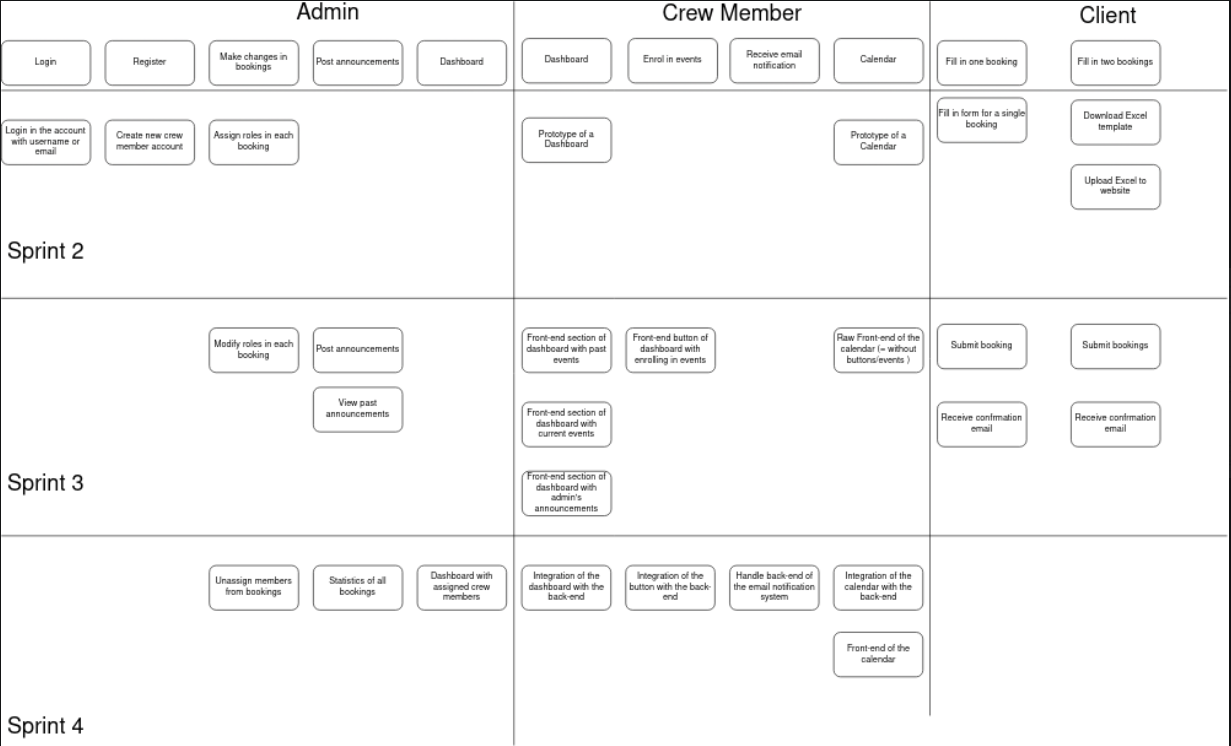 Admin
Crew Member
Client
Login
Register
Make changes in
bookings
Post announcements
Dashboard
Dashboard
Enrol in events
Receive email
notification
Calendar
Fill in one booking
Fill in two bookings
Login in the account
with username or
email
Create new crew
member account
Assign roles in each
booking
Prototype of a
Dashboard
Prototype of a
Calendar
Fill in form for a single
booking
Download Excel
template
Upload Excel to
website
Sprint 2
Modify roles in each
booking
Post announcements
View past
announcements
Front-end section of
dashboard with past
events
Front-end button of
dashboard with
enrolling in events
Raw Front-end of the
calendar (= without
buttons/events )
Submit booking
Submit bookings
Front-end section of
dashboard with
current events
Receive confrmation
email
Receive confrmation
email
Front-end section of
dashboard with
admin's
announcements
Sprint 3
Unassign members
from bookings
Statistics of all
bookings
Dashboard with
assigned crew
members
Integration of the
dashboard with the
back-end
Integration of the
button with the back-
end
Handle back-end of
the email notification
system
Integration of the
calendar with the
back-end
Front-end of the
calendar
Sprint 4